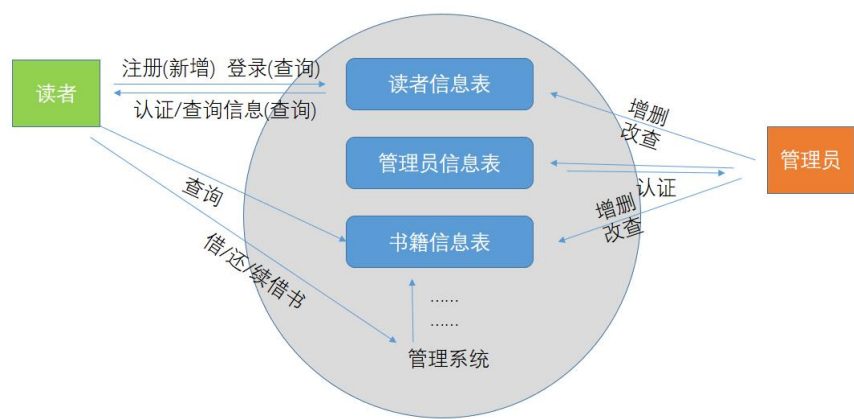 读者
注册(新增) 登录(查询)
认证/查询信息(查询)
读者信息表
管理员信息表
书籍信息表
增删
改查
管理员
认证
增删
改查
查询
借/还/续借书
……
……
管理系统